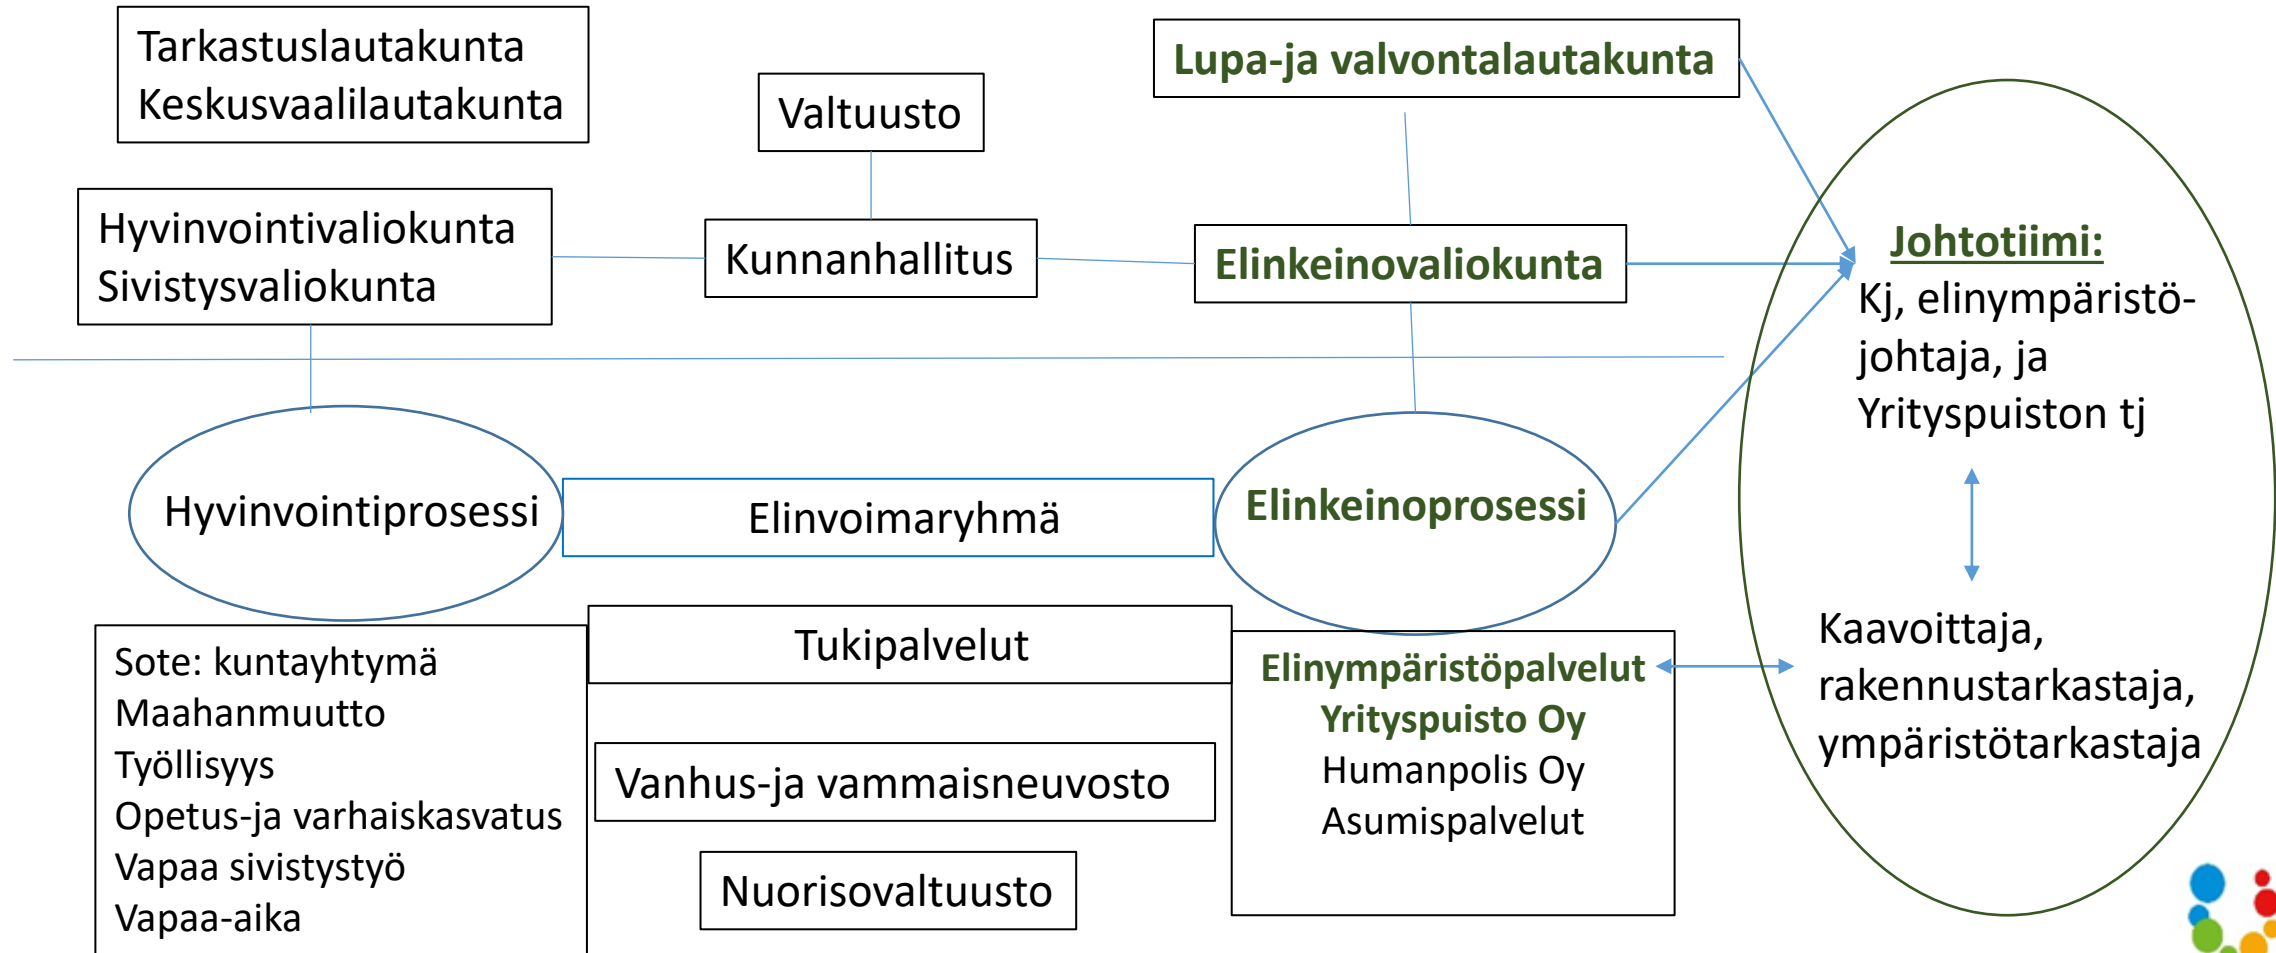 Tarkastuslautakunta
Keskusvaalilautakunta
Valtuusto
Lupa-ja valvontalautakunta
Hyvinvointivaliokunta
Sivistysvaliokunta
Kunnanhallitus
Elinkeinovaliokunta
Johtotiimi:
Kj, elinympäristö-
johtaja, ja
Yrityspuiston tj
Hyvinvointiprosessi
Elinvoimaryhmä
Elinkeinoprosessi
Sote: kuntayhtymä
Maahanmuutto
Työllisyys
Opetus-ja varhaiskasvatus
Vapaa sivistystyö
Vapaa-aika
Tukipalvelut
Vanhus-ja vammaisneuvosto
Nuorisovaltuusto
Elinympäristöpalvelut
Yrityspuisto Oy
Humanpolis Oy
Asumispalvelut
Kaavoittaja,
rakennustarkastaja,
ympäristötarkastaja